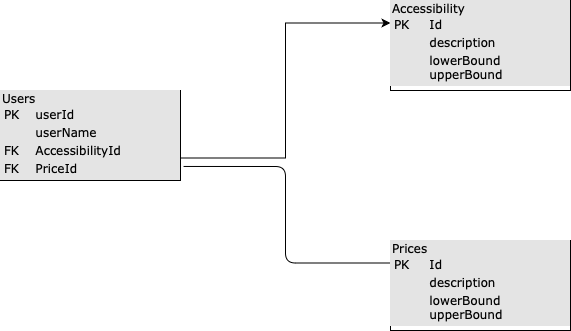 Accessibility
PK Id
description
lowerBound
upperBound
Users
PK userId
userName
FK AccessibilityId
FK PriceId
Prices
PK Id
description
lowerBound
upperBound